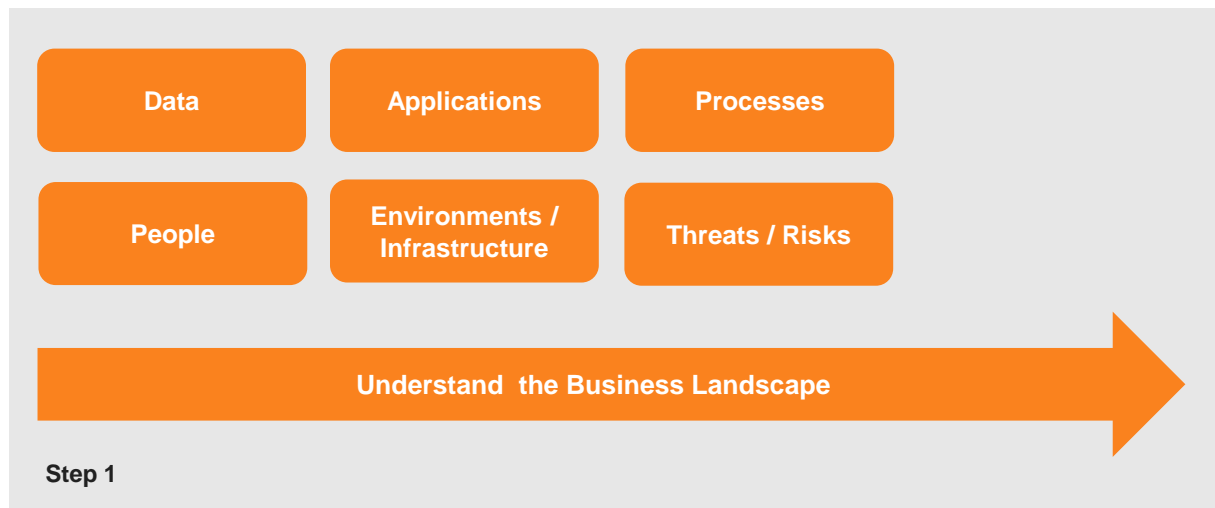 Data
Applications
Processes
People
Environments /
Infrastructure
Threats / Risks
Understand  the Business Landscape
Step 1